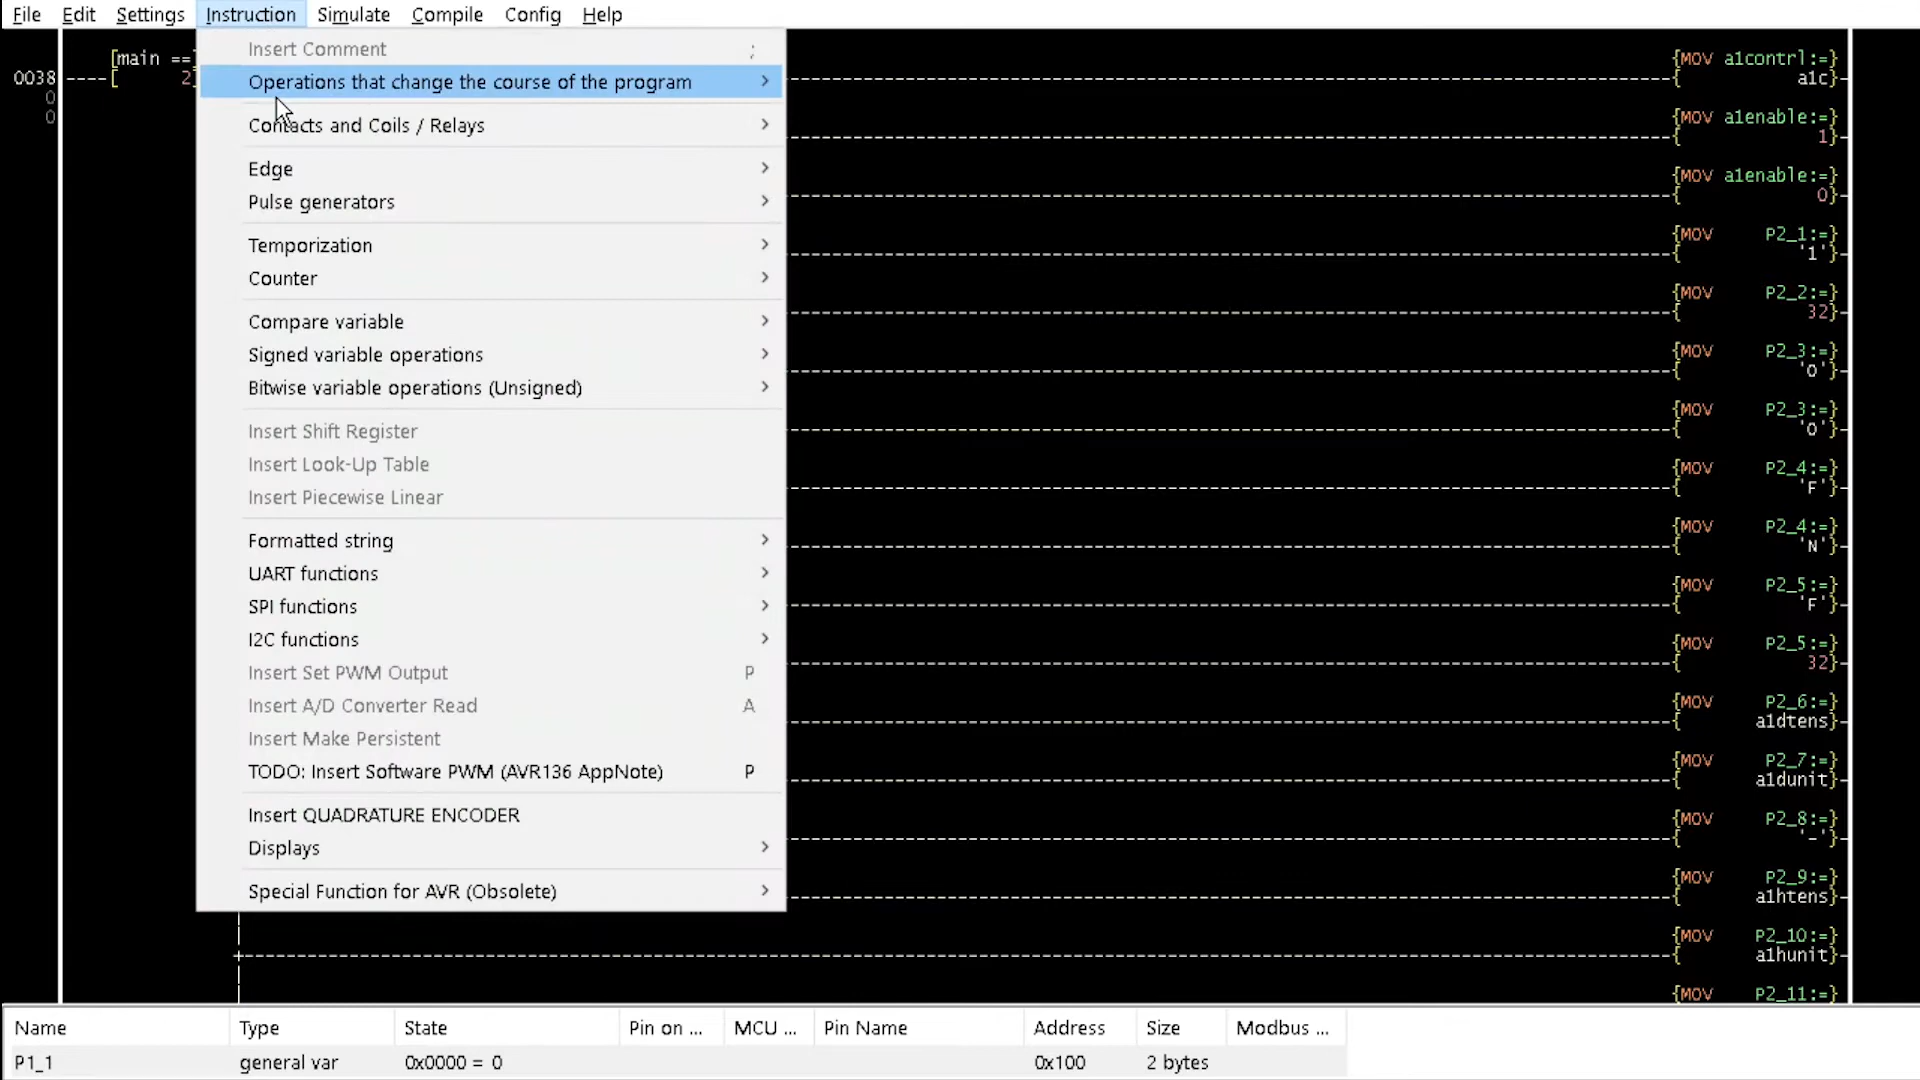 File Edit Settings Instruction Simulate Compile Config Help
Insert Comment ;
Operations that change the course of the program
Contacts and Coils / Relays
Edge
Pulse generators
Temporization
Counter
Compare variable
Signed variable operations
Bitwise variable operations (Unsigned)
Insert Shift Register
Insert Look-Up Table
Insert Piecewise Linear
Formatted string
UART functions
SPI functions
I2C functions
Insert Set PWM Output P
Insert A/D Converter Read A
Insert Make Persistent
TODO: Insert Software PWM (AVR136 AppNote) P
Insert QUADRATURE ENCODER
Displays
Special Function for AVR (Obsolete)
[main ==
0038 ----[ 2]
0
0
{MOV a1contrl:=}
{ a1c}
{MOV a1enable:=}
{ 1}
{MOV a1enable:=}
{ 0}
{MOV P2_1:=}
{ '1'}
{MOV P2_2:=}
{ 32}
{MOV P2_3:=}
{ 'O'}
{MOV P2_3:=}
{ 'O'}
{MOV P2_4:=}
{ 'F'}
{MOV P2_4:=}
{ 'N'}
{MOV P2_5:=}
{ 'F'}
{MOV P2_5:=}
{ 32}
{MOV P2_6:=}
{ a1dtens}
{MOV P2_7:=}
{ a1dunit}
{MOV P2_8:=}
{ '-'}
{MOV P2_9:=}
{ a1htens}
{MOV P2_10:=}
{ a1hunit}
{MOV P2_11:=}
Name Type State Pin on ... MCU ... Pin Name Address Size Modbus ...
P1_1 general var 0x0000 = 0 0x100 2 bytes